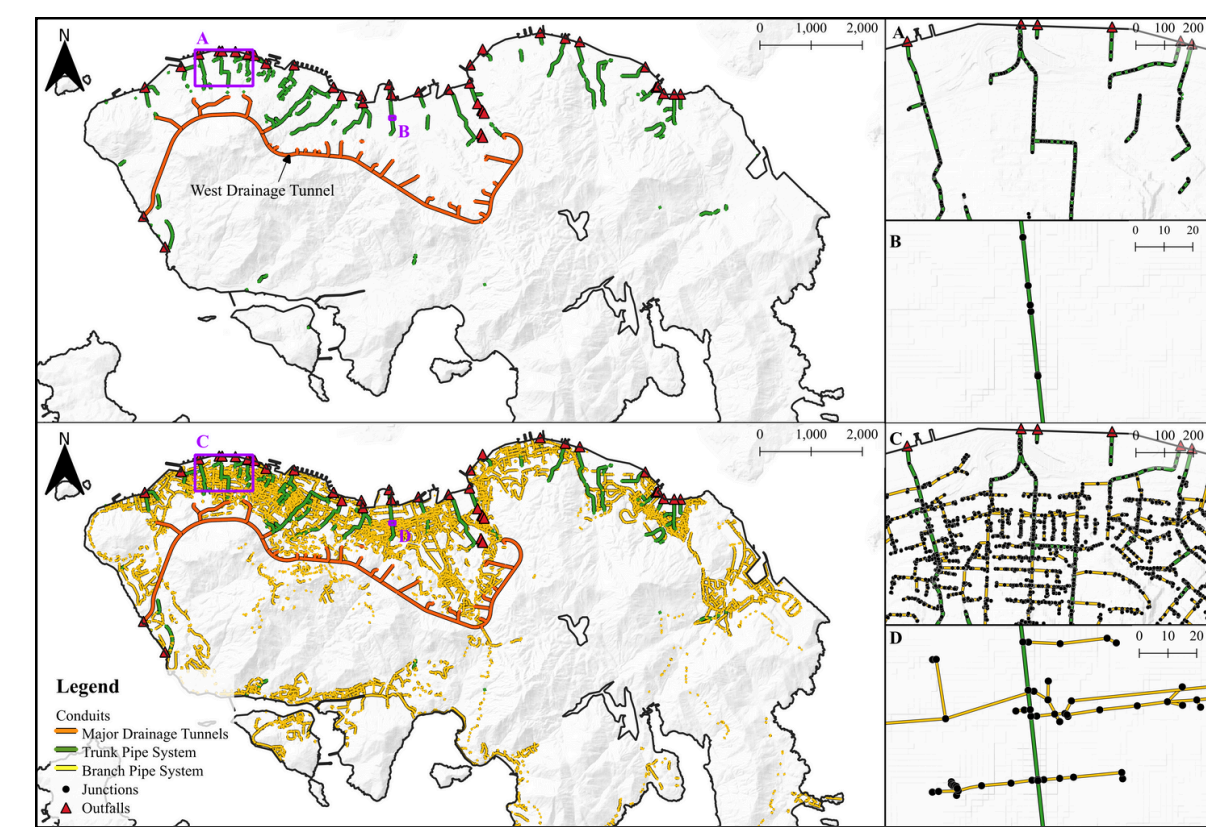 N
A
0 1,000 2,000
B
West Drainage Tunnel
A
0 100 200
B
0 10 20
N
C
0 1,000 2,000
D
Legend
Conduits
Major Drainage Tunnels
Trunk Pipe System
Branch Pipe System
Junctions
Outfalls
C
0 100 200
D
0 10 20